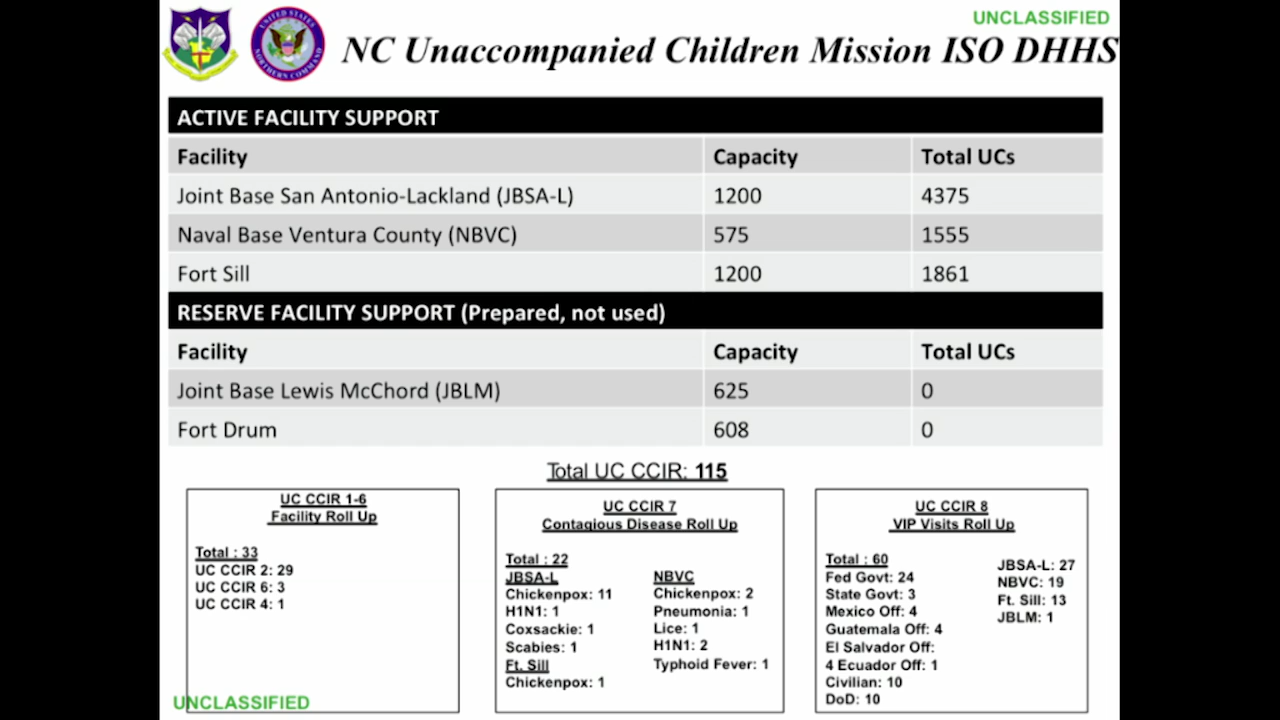 UNCLASSIFIED
NC Unaccompanied Children Mission ISO DHHS
UNITED STATES
NORTHERN COMMAND
ACTIVE FACILITY SUPPORT
Facility Capacity Total UCs
Joint Base San Antonio-Lackland (JBSA-L) 1200 4375
Naval Base Ventura County (NBVC) 575 1555
Fort Sill 1200 1861
RESERVE FACILITY SUPPORT (Prepared, not used)
Facility Capacity Total UCs
Joint Base Lewis McChord (JBLM) 625 0
Fort Drum 608 0
Total UC CCIR: 115
UC CCIR 1-6
Facility Roll Up
Total : 33
UC CCIR 2: 29
UC CCIR 6: 3
UC CCIR 4: 1
UC CCIR 7
Contagious Disease Roll Up
Total : 22
JBSA-L
Chickenpox: 11
H1N1: 1
Coxsackie: 1
Scabies: 1
Ft. Sill
Chickenpox: 1
NBVC
Chickenpox: 2
Pneumonia: 1
Lice: 1
H1N1: 2
Typhoid Fever: 1
UC CCIR 8
VIP Visits Roll Up
Total : 60
Fed Govt: 24
State Govt: 3
Mexico Off: 4
Guatemala Off: 4
El Salvador Off:
4 Ecuador Off: 1
Civilian: 10
DoD: 10
JBSA-L: 27
NBVC: 19
Ft. Sill: 13
JBLM: 1
UNCLASSIFIED